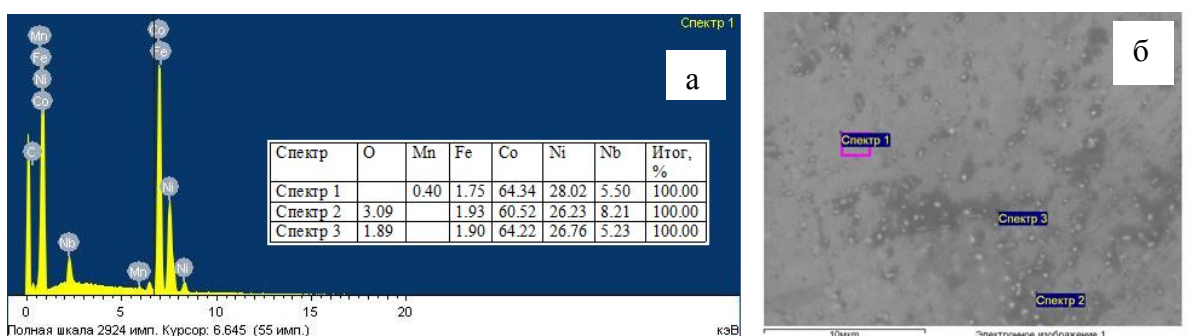 Спектр 1
Mn
Fe
Ni
Co
C
Nb
Mn
Co
Fe
Ni
Ni
а
Спектр O Mn Fe Co Ni Nb Итог, %
Спектр 1 0.40 1.75 64.34 28.02 5.50 100.00
Спектр 2 3.09 1.93 60.52 26.23 8.21 100.00
Спектр 3 1.89 1.90 64.22 26.76 5.23 100.00
0 5 10 15 20
Полная шкала 2924 имп. Курсор: 6.645 (55 имп.) кэВ
б
Спектр 1
Спектр 3
Спектр 2
10мкm Электронное изображение 1